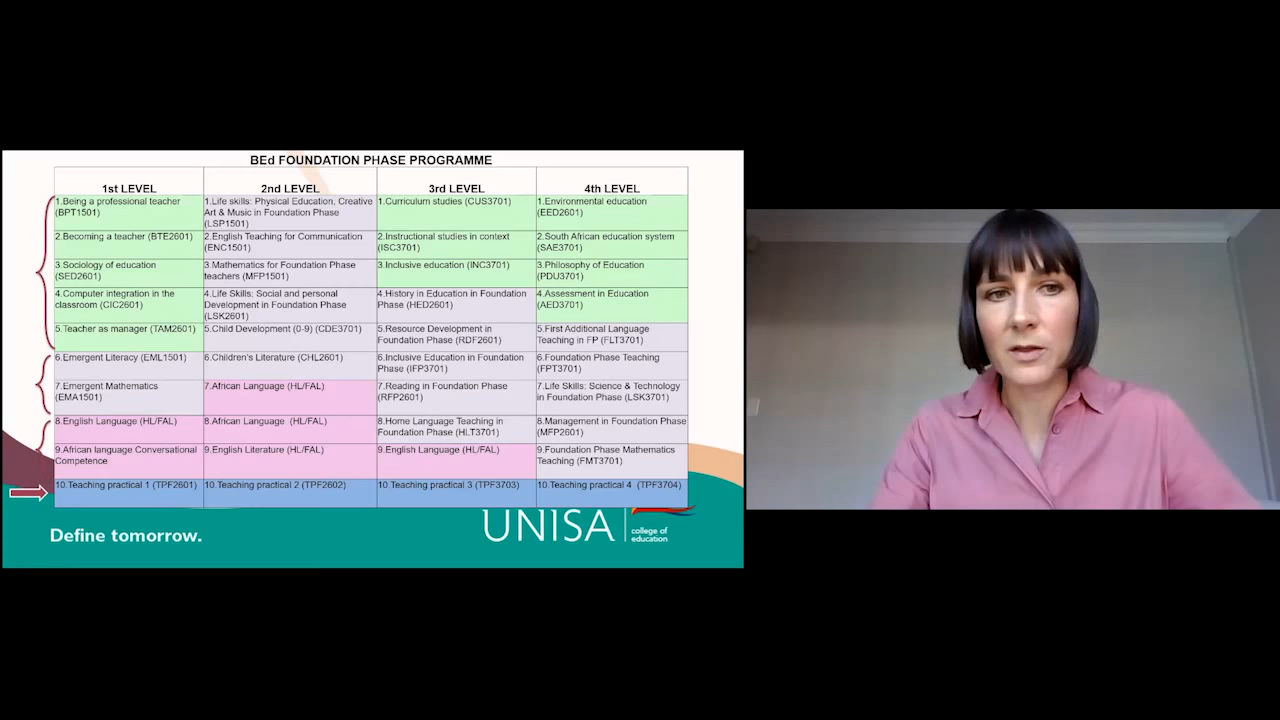 BEd FOUNDATION PHASE PROGRAMME
1st LEVEL
2nd LEVEL
3rd LEVEL
4th LEVEL
1.Being a professional teacher
(BPT1501)
1.Life skills: Physical Education, Creative
Art & Music in Foundation Phase
(LSP1501)
1.Curriculum studies (CUS3701)
1.Environmental education
(EED2601)
2.Becoming a teacher (BTE2601)
2.English Teaching for Communication
(ENC1501)
2.Instructional studies in context
(ISC3701)
2.South African education system
(SAE3701)
3.Sociology of education
(SED2601)
3.Mathematics for Foundation Phase
teachers (MFP1501)
3.Inclusive education (INC3701)
3.Philosophy of Education
(PDU3701)
4.Computer integration in the
classroom (CIC2601)
4.Life Skills: Social and personal
Development in Foundation Phase
(LSK2601)
4.History in Education in Foundation
Phase (HED2601)
4.Assessment in Education
(AED3701)
5.Teacher as manager (TAM2601)
5.Child Development (0-9) (CDE3701)
5.Resource Development in
Foundation Phase (RDF2601)
5.First Additional Language
Teaching in FP (FLT3701)
6.Emergent Literacy (EML1501)
6.Children's Literature (CHL2601)
6.Inclusive Education in Foundation
Phase (IFP3701)
6.Foundation Phase Teaching
(FPT3701)
7.Emergent Mathematics
(EMA1501)
7.African Language (HL/FAL)
7.Reading in Foundation Phase
(RFP2601)
7.Life Skills: Science & Technology
in Foundation Phase (LSK3701)
8.English Language (HL/FAL)
8.African Language (HL/FAL)
8.Home Language Teaching in
Foundation Phase (HLT3701)
8.Management in Foundation Phase
(MFP2601)
9.African language Conversational
Competence
9.English Literature (HL/FAL)
9.English Language (HL/FAL)
9.Foundation Phase Mathematics
Teaching (FMT3701)
10.Teaching practical 1 (TPF2601)
10.Teaching practical 2 (TPF2602)
10.Teaching practical 3 (TPF3703)
10.Teaching practical 4 (TPF3704)
Define tomorrow.
UNISA
college of
education